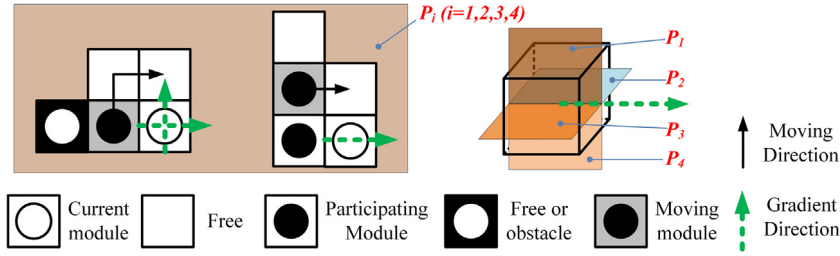 P_i (i=1,2,3,4)
P_1
P_2
P_3
P_4
Moving
Direction
Current
module
Free
Participating
Module
Free or
obstacle
Moving
module
Gradient
Direction